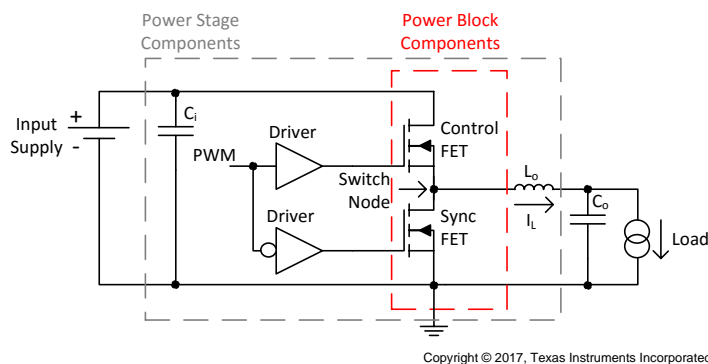 Power Stage
Components
Power Block
Components
Input
Supply
+
-
Cᵢ
PWM
Driver
Driver
Control
FET
Switch
Node
Sync
FET
Lₒ
I_L
Cₒ
Load
Copyright © 2017, Texas Instruments Incorporated